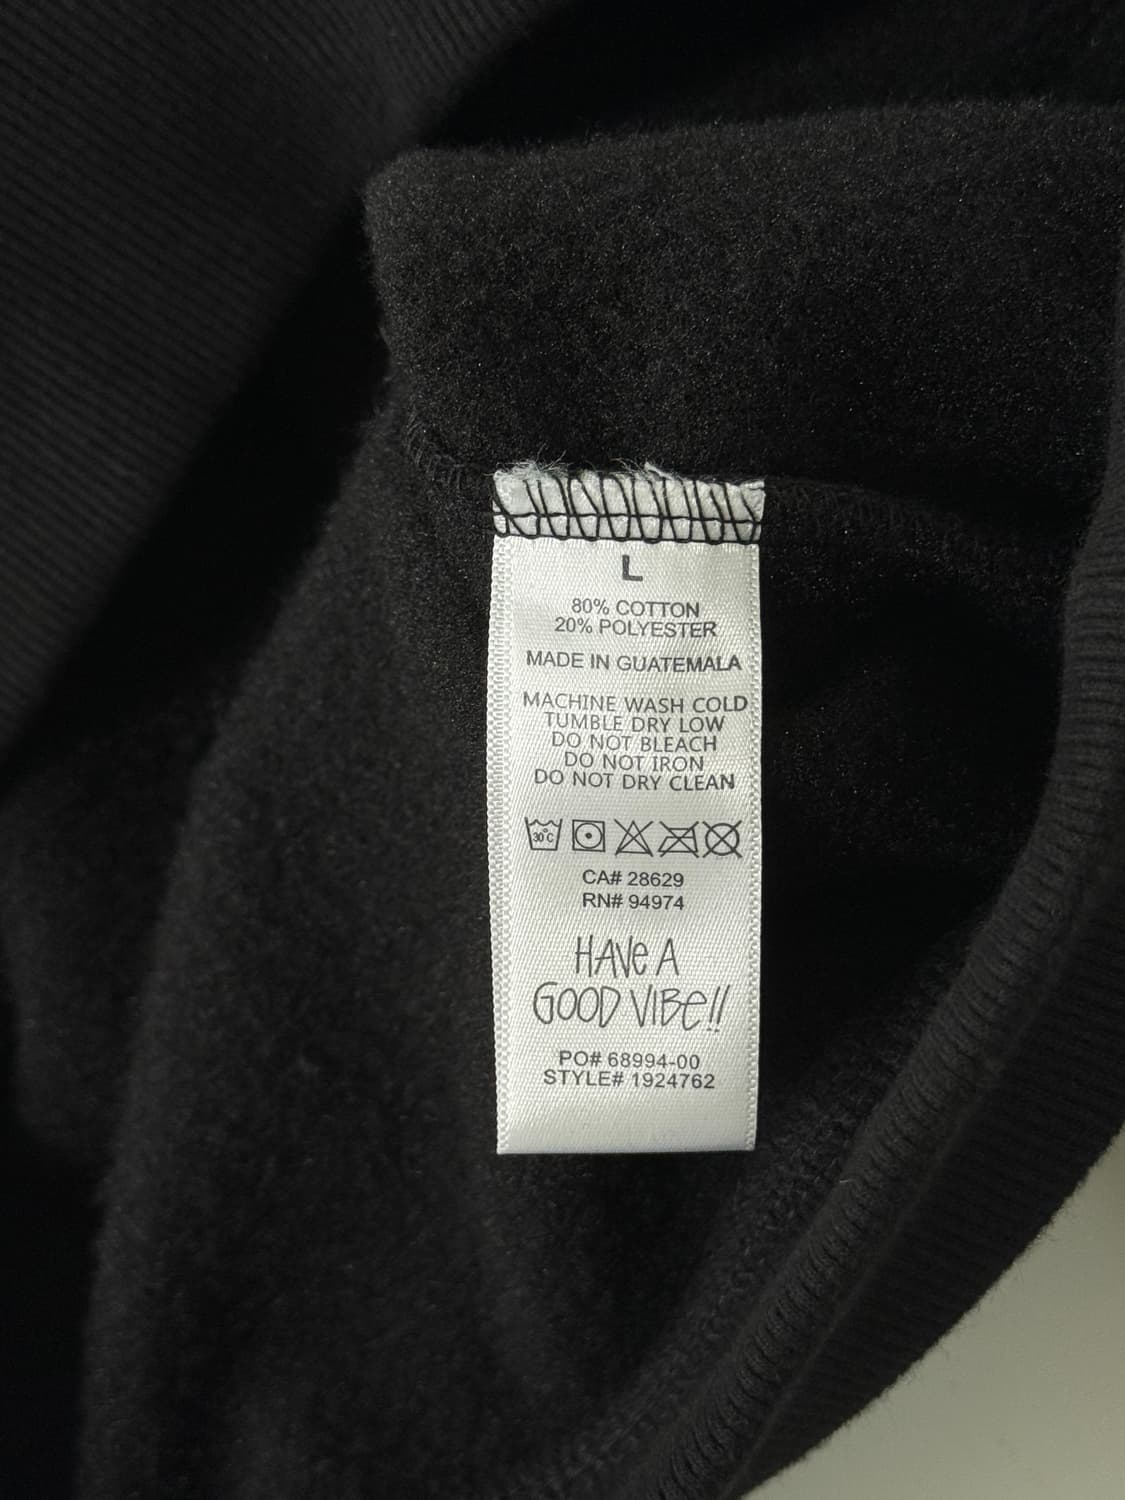 L
80% COTTON
20% POLYESTER
MADE IN GUATEMALA
MACHINE WASH COLD
TUMBLE DRY LOW
DO NOT BLEACH
DO NOT IRON
DO NOT DRY CLEAN
30°C
CA# 28629
RN# 94974
HAVe A
GOOD VIBe!!
PO# 68994-00
STYLE# 1924762